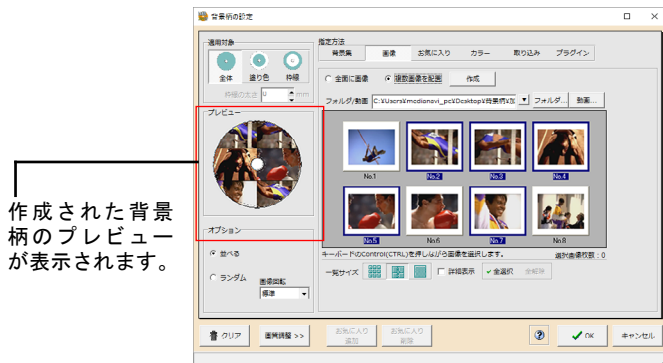 背景柄の設定
適用対象
全体
塗り色
枠線
枠線の太さ 0 mm
プレビュー
作成された背景
柄のプレビュー
が表示されます。
オプション
並べる
ランダム
画像回転
標準
指定方法
背景集
画像
お気に入り
カラー
取り込み
プラグイン
全面に画像
複数画像を配置
作成
フォルダ/動画 C:¥Users¥medianavi_pc¥Desktop¥背景柄¥加
フォルダ...
動画...
No.1
No.2
No.3
No.4
No.5
No.6
No.7
No.8
キーボードのControl(CTRL)を押しながら画像を選択します。
選択画像枚数：0
一覧サイズ
詳細表示
全選択
全解除
クリア
画質調整 >>
お気に入り
追加
お気に入り
削除
OK
キャンセル